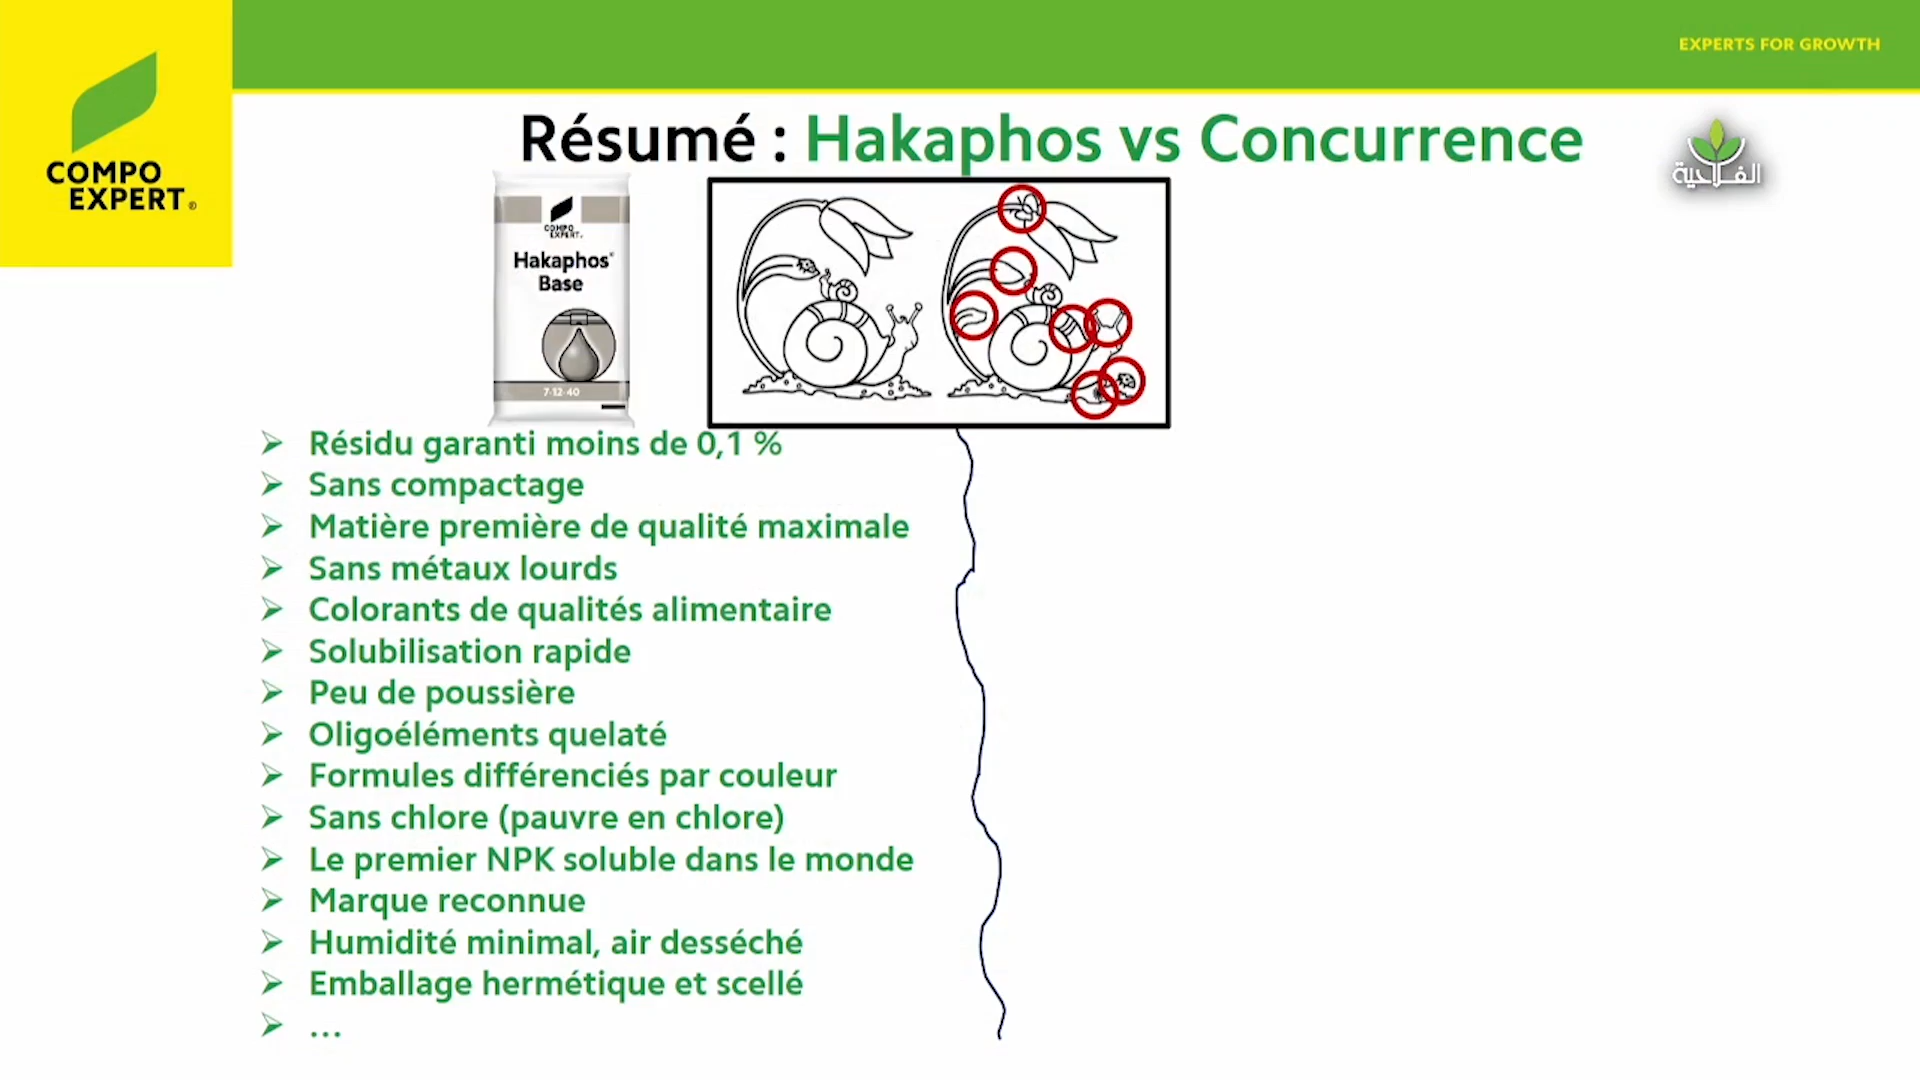 EXPERTS FOR GROWTH
COMPO
EXPERT®
Résumé : Hakaphos vs Concurrence
الفلاحية
COMPO
EXPERT
Hakaphos®
Base
7-12-40
Résidu garanti moins de 0,1 %
Sans compactage
Matière première de qualité maximale
Sans métaux lourds
Colorants de qualités alimentaire
Solubilisation rapide
Peu de poussière
Oligoéléments quelaté
Formules différenciés par couleur
Sans chlore (pauvre en chlore)
Le premier NPK soluble dans le monde
Marque reconnue
Humidité minimal, air desséché
Emballage hermétique et scellé
...